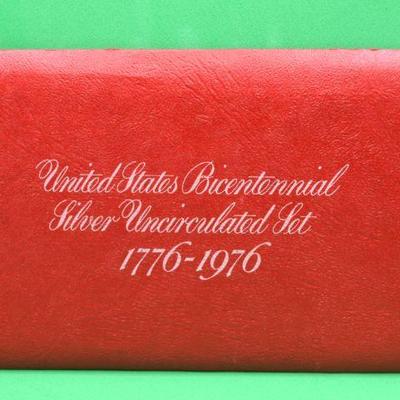 United States Bicentennial
Silver Uncirculated Set
1776-1976